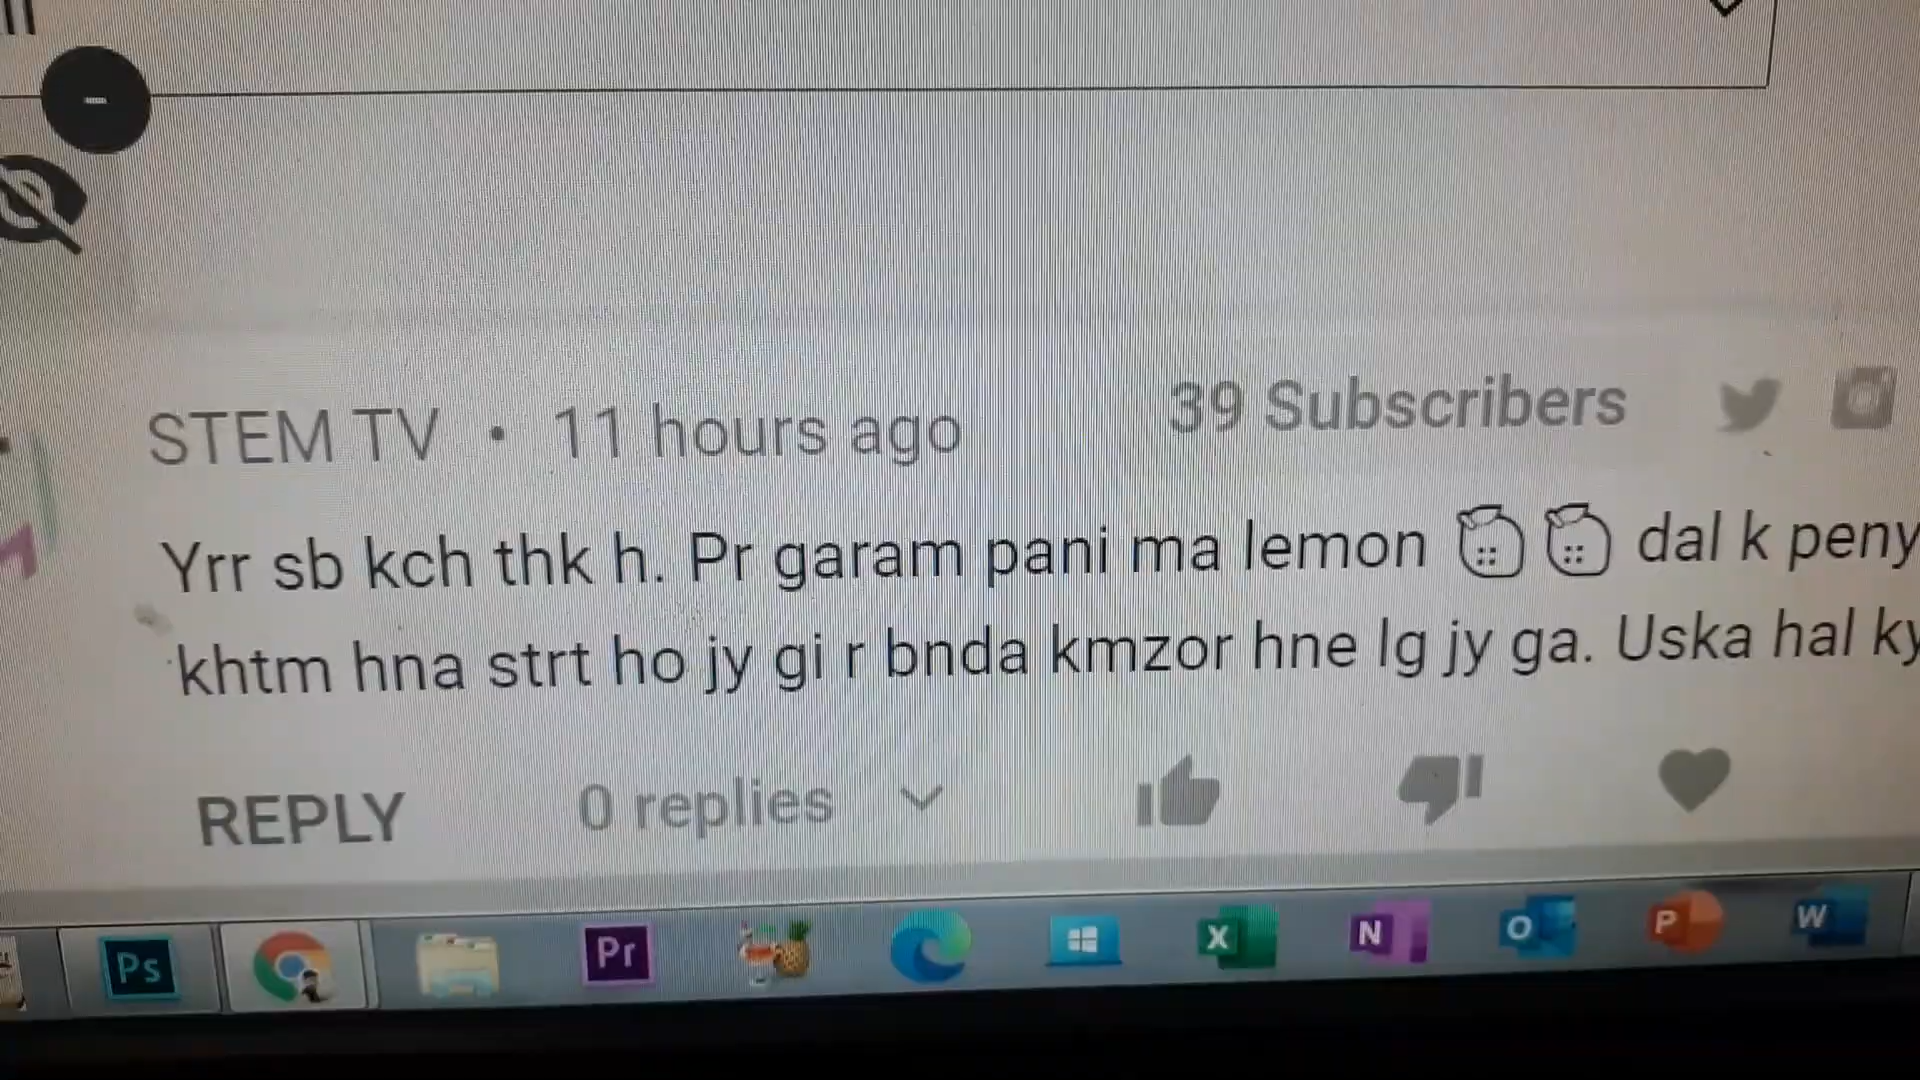 STEM TV • 11 hours ago 39 Subscribers
Yrr sb kch thk h. Pr garam pani ma lemon dal k peny
khtm hna strt ho jy gi r bnda kmzor hne lg jy ga. Uska hal ky
REPLY 0 replies
Ps Pr X N O P W